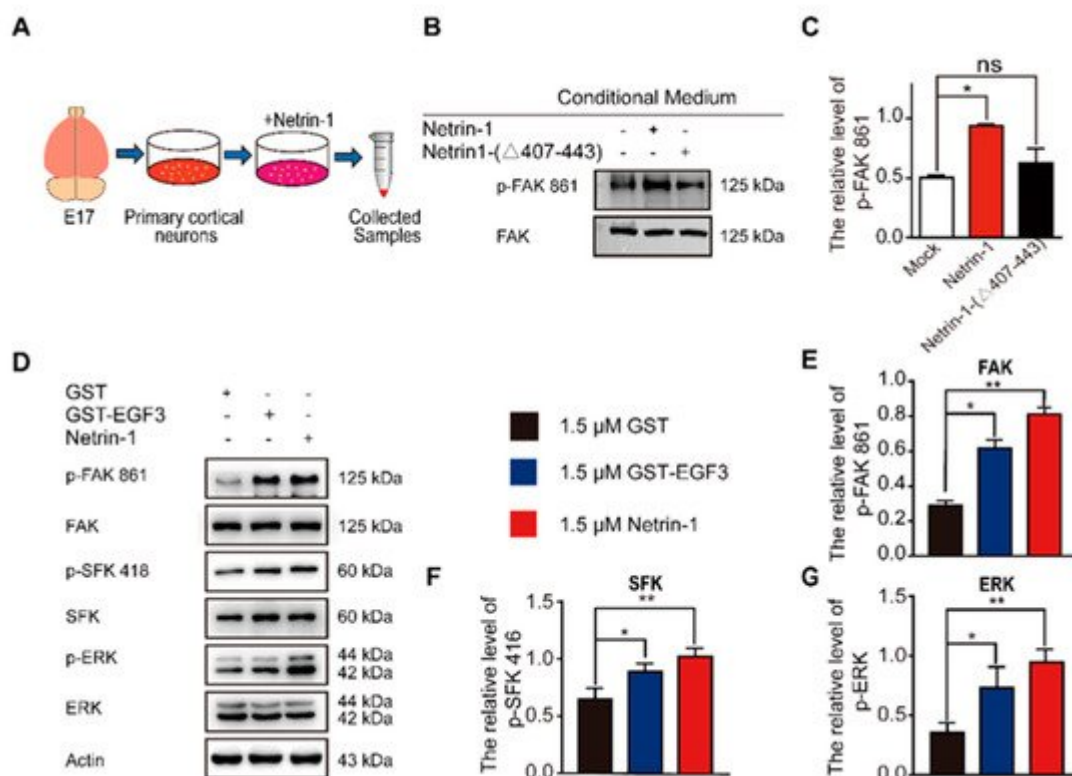 A
+Netrin-1
E17
Primary cortical
neurons
Collected
Samples
B
Conditional Medium
Netrin-1 - + -
Netrin1-(△407-443) - - +
p-FAK 861 125 kDa
FAK 125 kDa
C
The relative level of
p-FAK 861
ns
*
1.0
0.5
0.0
Mock
Netrin-1
Netrin-1-(△407-443)
D
GST + - -
GST-EGF3 - + -
Netrin-1 - - +
p-FAK 861 125 kDa
FAK 125 kDa
p-SFK 418 60 kDa
SFK 60 kDa
p-ERK 44 kDa
42 kDa
ERK 44 kDa
42 kDa
Actin 43 kDa
1.5 μM GST
1.5 μM GST-EGF3
1.5 μM Netrin-1
E
FAK
The relative level of
p-FAK 861
**
*
1.0
0.8
0.6
0.4
0.2
0.0
F
SFK
The relative level of
p-SFK 416
**
*
1.5
1.0
0.5
G
ERK
The relative level of
p-ERK
**
*
1.5
1.0
0.5
0.0